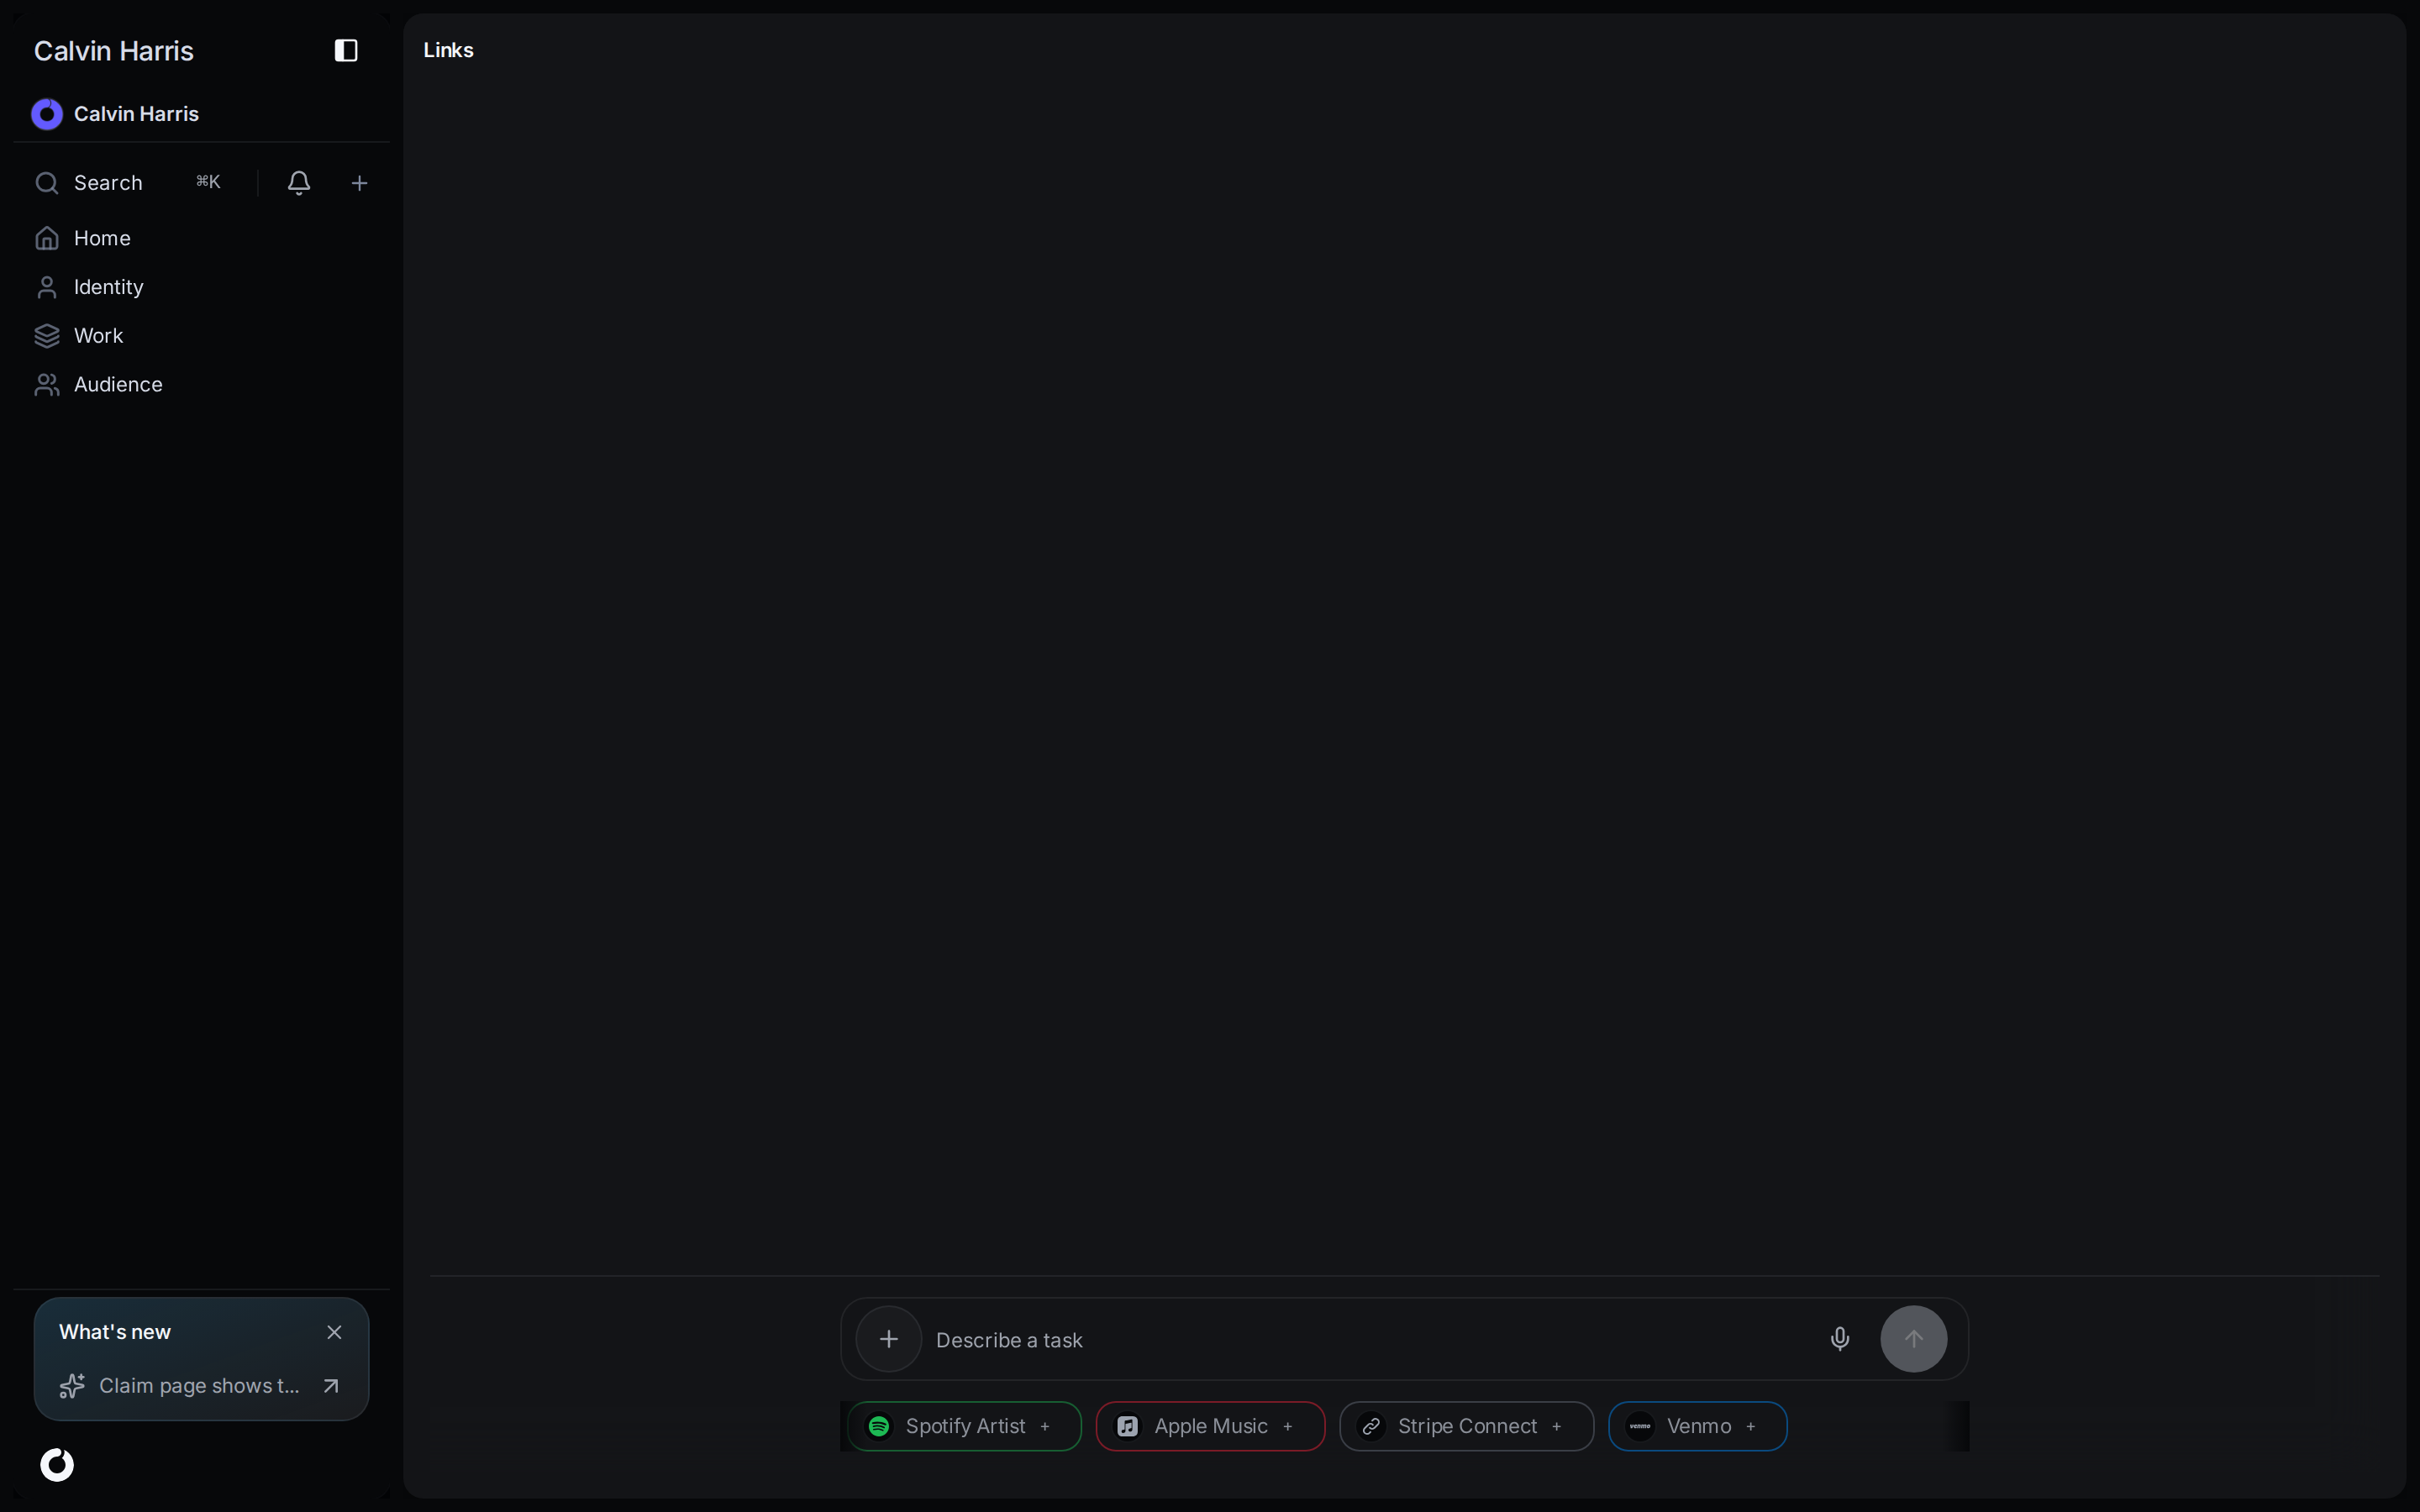 Calvin Harris
Calvin Harris
Search ⌘K
Home
Identity
Work
Audience
What's new
Claim page shows t...
Links
Describe a task
Spotify Artist +
Apple Music +
Stripe Connect +
venmo Venmo +